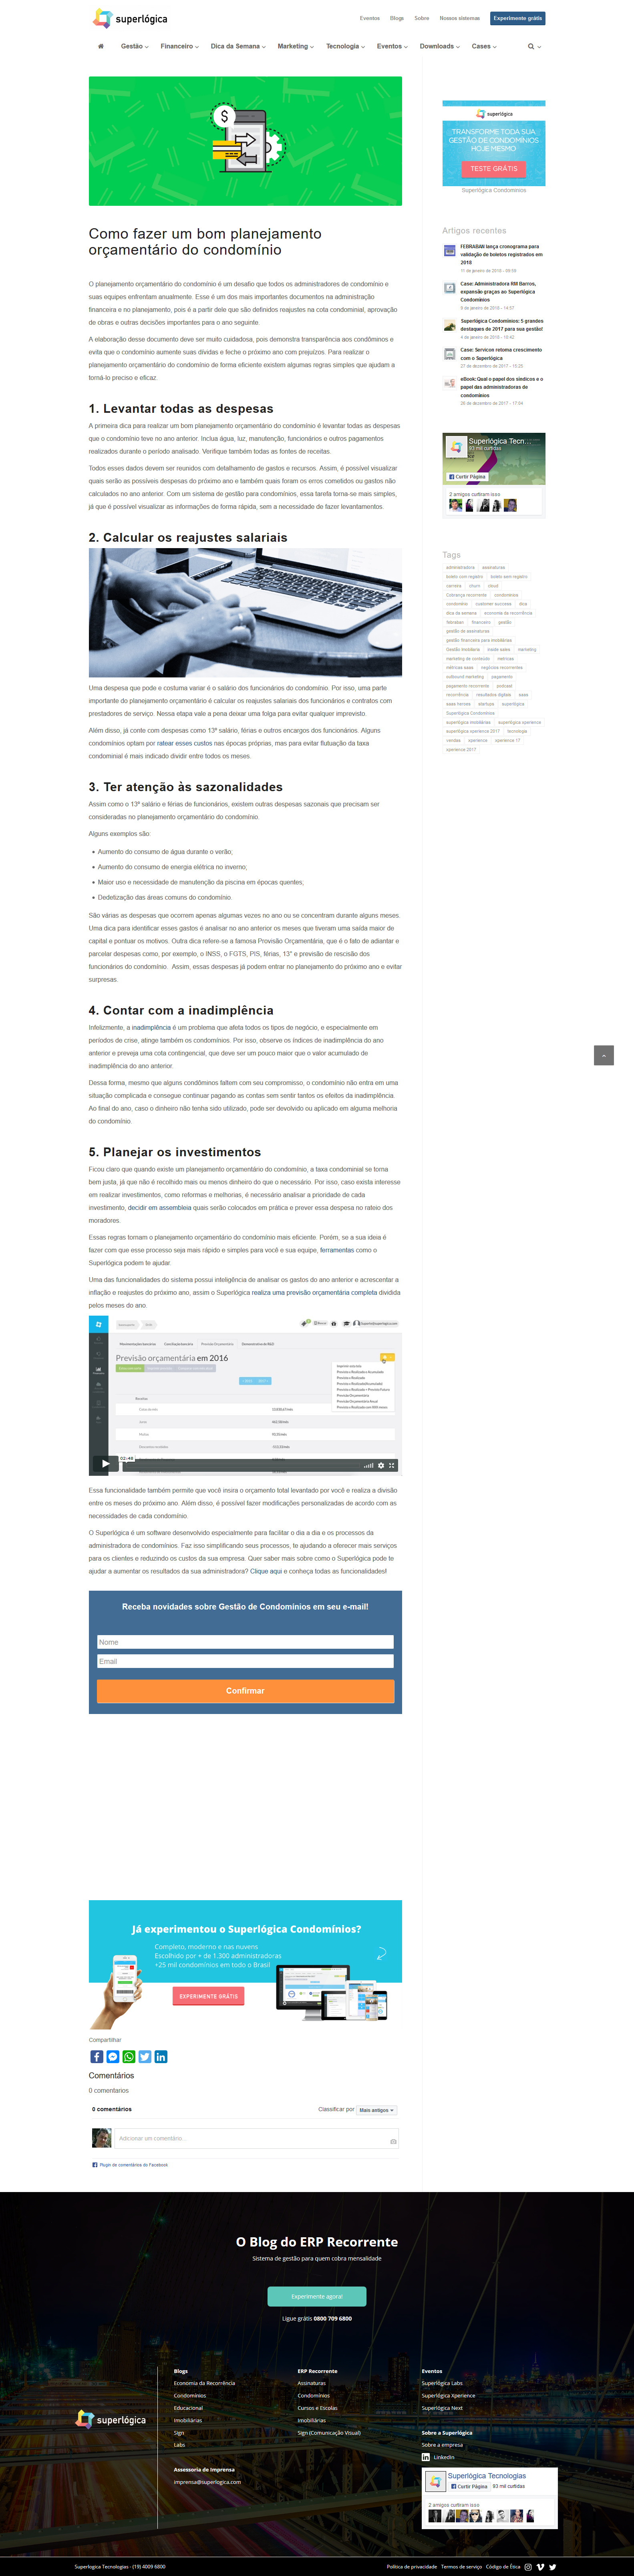 superlógica
Eventos Blogs Sobre Nossos sistemas Experimente grátis
Gestão Financeiro Dica da Semana Marketing Tecnologia Eventos Downloads Cases
Como fazer um bom planejamento
orçamentário do condomínio
O planejamento orçamentário do condomínio é um desafio que todos os administradores do condomínio e
suas equipes enfrentam anualmente. Esse é um dos mais importantes documentos na administração
financeira e no planejamento, pois é a partir dele que são definidos reajustes na cota condominial, aprovação
de obras e outras decisões importantes para o ano seguinte.
A elaboração desse documento deve ser muito cuidadosa, pois demonstra transparência aos condôminos e
evita que o condomínio aumente suas dívidas e feche o próximo ano com prejuízos. Para realizar o
planejamento orçamentário do condomínio de forma eficiente existem algumas regras simples que ajudam a
torná-lo preciso e eficaz.
1. Levantar todas as despesas
A primeira dica para realizar um bom planejamento orçamentário do condomínio é levantar todas as despesas
que o condomínio teve no ano anterior. Inclua água, luz, manutenção, funcionários e outros pagamentos
realizados durante o período analisado. Verifique também todas as fontes de receitas.
Todos esses dados devem ser reunidos com detalhamento de gastos e recursos. Assim, é possível visualizar
quais serão as possíveis despesas do próximo ano e também quais foram os erros cometidos ou gastos não
calculados no ano anterior. Com um sistema de gestão para condomínios, essa tarefa torna-se mais simples,
já que é possível visualizar as informações de forma rápida, sem a necessidade de fazer levantamentos.
2. Calcular os reajustes salariais
Uma despesa que pode e costuma variar é o salário dos funcionários do condomínio. Por isso, uma parte
importante do planejamento orçamentário é calcular os reajustes salariais e reajustes de contratos com
prestadores de serviço. Nessa etapa vale a pena deixar uma folga para evitar que os gastos não se encaixem.
Além disso, já conte com despesas como 13º salário, férias e outros encargos dos funcionários. Alguns
condomínios optam por ratear esses custos nas épocas próprias, mas para evitar flutuação da taxa
condominial é mais indicado dividir entre todos os meses.
3. Ter atenção às sazonalidades
Assim como o 13º salário e férias de funcionários, existem outras despesas sazonais que precisam ser
consideradas no planejamento orçamentário do condomínio.
Alguns exemplos são:
Aumento do consumo de água durante o verão;
Aumento do consumo de energia elétrica no inverno;
Maior uso e necessidade de manutenção da piscina em épocas quentes;
Dedetização das áreas comuns do condomínio.
São várias as despesas que ocorrem apenas algumas vezes no ano ou se concentram durante alguns meses.
Uma dica para identificar esses gastos é analisar no ano anterior os meses que tiveram uma saída maior de
capital e pontuar os motivos. Outra dica refere-se a famosa Provisão Orçamentária, que é o fato de adiantar e
parcelar despesas como, por exemplo, o INSS, o FGTS, PIS, férias, 13° e previsão de rescisão dos
funcionários do condomínio. Assim, essas despesas já podem entrar no planejamento do próximo ano e evitar
surpresas.
4. Contar com a inadimplência
Infelizmente, a inadimplência é um problema que afeta todos os tipos de negócio, e especialmente em
períodos de crise, atinge também os condomínios. Por isso, observe os índices de inadimplência do ano
anterior e preveja uma cota contingencial, que deve ser um pouco maior que o valor acumulado de
inadimplência do ano anterior.
Dessa forma, mesmo que alguns condôminos faltem com seu compromisso, o condomínio não entra em uma
situação complicada e consegue continuar pagando as contas sem sentir tantos os efeitos da inadimplência.
Ao final do ano, caso o dinheiro não tenha sido utilizado, pode ser devolvido ou aplicado em alguma melhoria
do condomínio.
5. Planejar os investimentos
Ficou claro que quando existe um planejamento orçamentário do condomínio, a taxa condominial se torna
bem justa, já que não é recolhido mais ou menos dinheiro do que o necessário. Por isso, caso exista interesse
em realizar investimentos, como reformas e melhorias, é necessário analisar a prioridade de cada
investimento, decidir em assembleia quais serão colocados em prática e prever essa despesa no rateio dos
moradores.
Essas regras tornam o planejamento orçamentário do condomínio mais eficiente. Porém, se a sua ideia é
fazer com que esse processo seja mais rápido e simples para você e sua equipe, ferramentas como o
Superlógica podem te ajudar.
Uma das funcionalidades do sistema possui inteligência de analisar os gastos do ano anterior e acrescentar a
inflação e reajustes do próximo ano, assim o Superlógica realiza uma previsão orçamentária completa dividida
pelos meses do ano.
Previsão orçamentária em 2016
02:48
Essa funcionalidade também permite que você insira o orçamento total levantado por você e realiza a divisão
entre os meses do próximo ano. Além disso, é possível fazer modificações personalizadas de acordo com as
necessidades de cada condomínio.
O Superlógica é um software desenvolvido especialmente para facilitar o dia a dia e os processos da
administradora de condomínios. Faz isso simplificando seus processos, te ajudando a oferecer mais serviços
para os clientes e reduzindo os custos da sua empresa. Quer saber mais sobre como o Superlógica pode te
ajudar a aumentar os resultados da sua administradora? Clique aqui e conheça todas as funcionalidades!
Receba novidades sobre Gestão de Condomínios em seu e-mail!
Nome
Email
Confirmar
Já experimentou o Superlógica Condomínios?
Completo, moderno e nas nuvens
Escolhido por + de 1.300 administradoras
+25 mil condomínios em todo o Brasil
EXPERIMENTE GRÁTIS
Compartilhar
Comentários
0 comentarios
0 comentários
Classificar por Mais antigos
Adicionar um comentário...
Plugin de comentários do Facebook
superlógica
TRANSFORME TODA SUA
GESTÃO DE CONDOMÍNIOS
HOJE MESMO
TESTE GRÁTIS
Superlógica Condomínios
Artigos recentes
FEBRABAN lança cronograma para
validação de boletos registrados em
2018
11 de janeiro de 2018 - 09:59
Case: Administradora RM Barros,
expansão graças ao Superlógica
Condomínios
Superlógica Condomínios: 5 grandes
destaques de 2017 para sua gestão!
Case: Servicon retoma crescimento
com o Superlógica
27 de dezembro de 2017 - 15:25
eBook: Qual o papel dos síndicos e o
papel das administradoras de
condomínios
Superlógica Tecn...
93 mil curtidas
Curtir Página
2 amigos curtiram isso
Tags
administradora assinaturas
boleto com registro boleto sem registro
carreira churn cloud
Cobrança recorrente condomínios
condomínio customer success dica
dica da semana economia da recorrência
febraban financeiro gestão
gestão de assinaturas
gestão financeira para imobiliárias
Gestão Imobiliária inside sales marketing
marketing de conteúdo métricas
métricas saas negócios recorrentes
outbound marketing pagamento
pagamento recorrente podcast
recorrência resultados digitais saas
saas heroes startups superlógica
Superlógica Condomínios
superlógica imobiliárias superlógica xperience
superlógica xperience 2017 tecnologia
vendas xperience xperience 17
xperience 2017
O Blog do ERP Recorrente
Sistema de gestão para quem cobra mensalidade
Experimente agora!
Ligue grátis 0800 709 6800
superlógica
Blogs
Economia da Recorrência
Condomínios
Educacional
Imobiliárias
Sign
Labs
Assessoria de Imprensa
imprensa@superlogica.com
ERP Recorrente
Assinaturas
Condomínios
Cursos e Escolas
Imobiliárias
Sign (Comunicação Visual)
Eventos
Superlógica Labs
Superlógica Xperience
Superlógica Next
Sobre a Superlógica
Sobre a empresa
Linkedin
Superlógica Tecnologias
Curtir Página 93 mil curtidas
2 amigos curtiram isso
Superlogica Tecnologias - (19) 4009 6800
Política de privacidade Termos de serviço Código de Ética